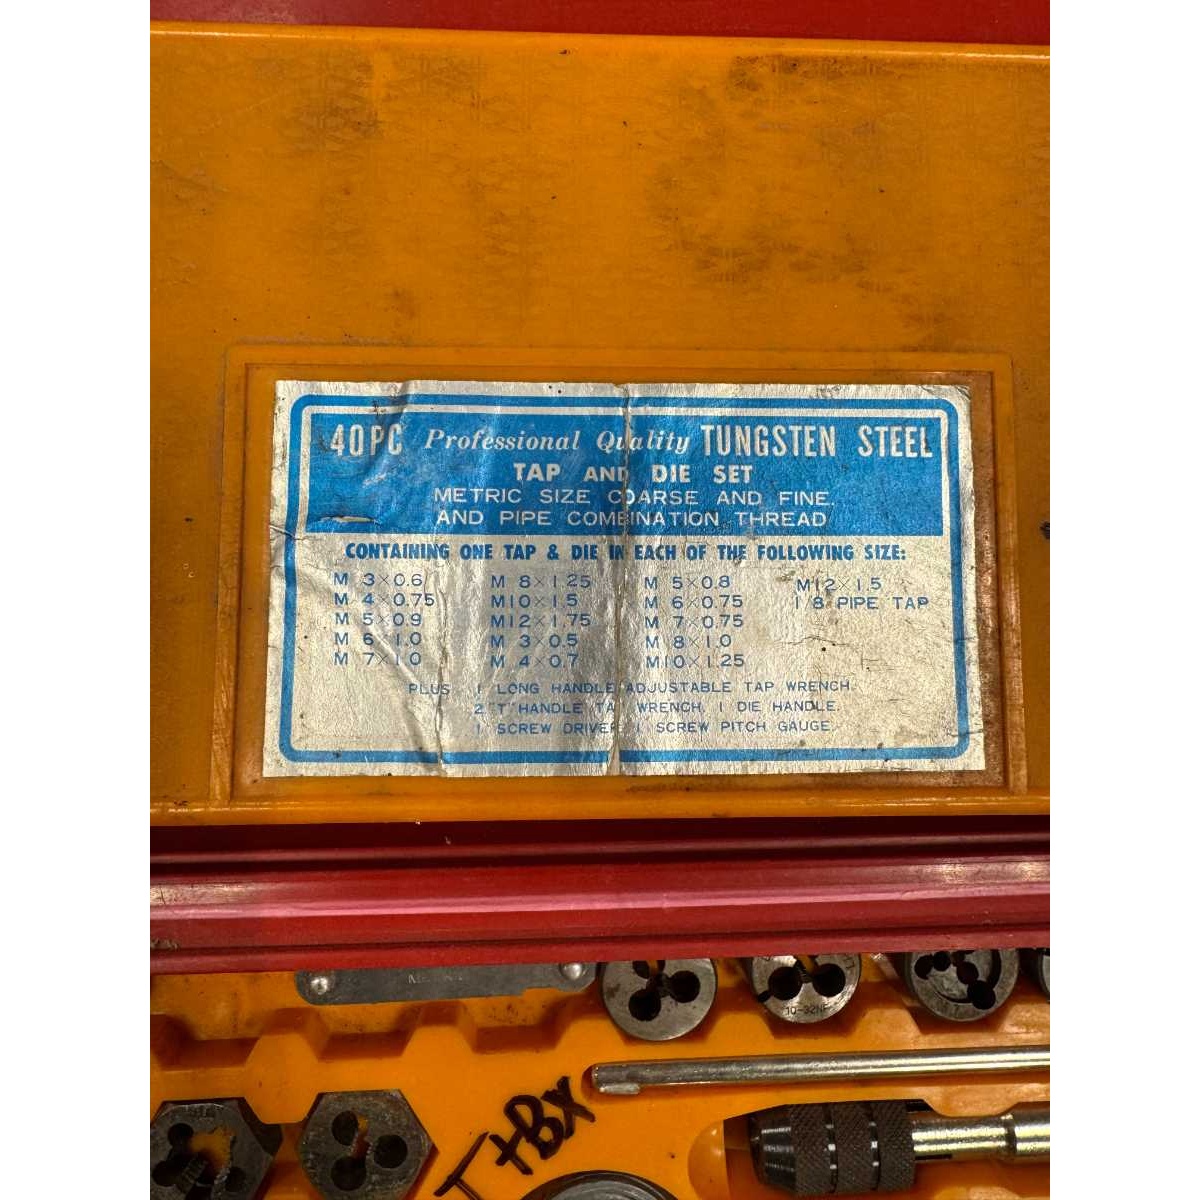 40PC Professional Quality TUNGSTEN STEEL
TAP AND DIE SET
METRIC SIZE COARSE AND FINE.
AND PIPE COMBINATION THREAD
CONTAINING ONE TAP & DIE IN EACH OF THE FOLLOWING SIZE:
M 3×0.6 M 8×1.25 M 5×0.8 M12×1.5
M 4×0.75 M10×1.5 M 6×0.75 1/8 PIPE TAP
M 5×0.9 M12×1.75 M 7×0.75
M 6×1.0 M 3×0.5 M 8×1.0
M 7×1.0 M 4×0.7 M10×1.25
PLUS 1 LONG HANDLE ADJUSTABLE TAP WRENCH.
2 "T" HANDLE TAP WRENCH, 1 DIE HANDLE.
1 SCREW DRIVER 1 SCREW PITCH GAUGE.
10-32NF
T+BX